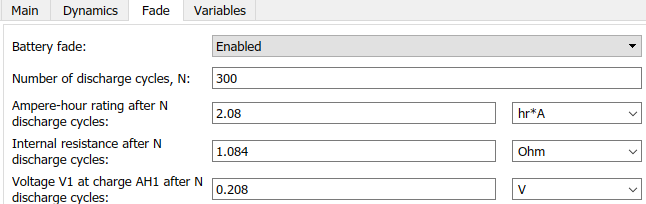 Main Dynamics Fade Variables
Battery fade: Enabled
Number of discharge cycles, N: 300
Ampere-hour rating after N
discharge cycles: 2.08 hr*A
Internal resistance after N
discharge cycles: 1.084 Ohm
Voltage V1 at charge AH1 after N
discharge cycles: 0.208 V